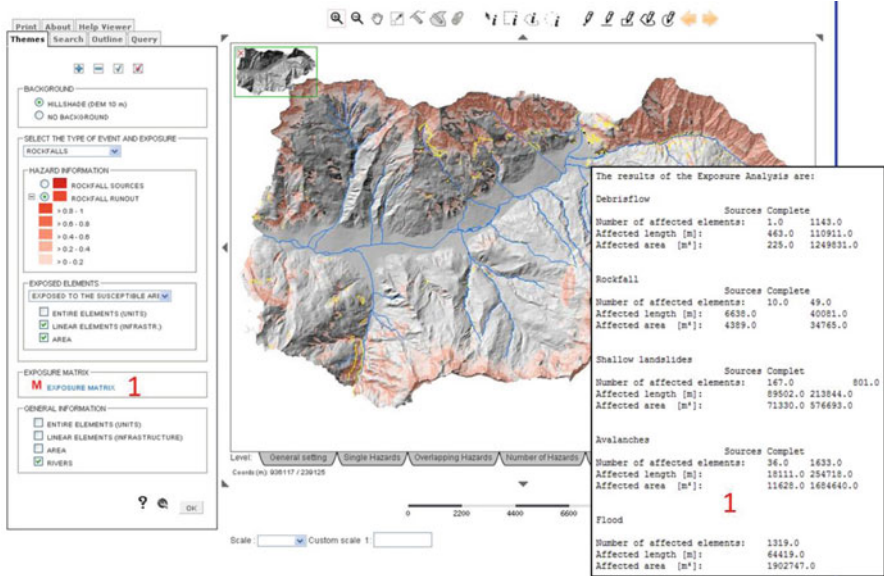 Print About Help Viewer
Themes Search Outline Query
BACKGROUND
HILLSHADE (DEM 10 m)
NO BACKGROUND
SELECT THE TYPE OF EVENT AND EXPOSURE
ROCKFALLS
HAZARD INFORMATION
ROCKFALL SOURCES
ROCKFALL RUNOUT
> 0.8 - 1
> 0.6 - 0.8
> 0.4 - 0.6
> 0.2 - 0.4
> 0 - 0.2
EXPOSED ELEMENTS
EXPOSED TO THE SUSCEPTIBLE ARE
ENTIRE ELEMENTS (UNITS)
LINEAR ELEMENTS (INFRASTR.)
AREA
EXPOSURE MATRIX
M EXPOSURE MATRIX 1
GENERAL INFORMATION
ENTIRE ELEMENTS (UNITS)
LINEAR ELEMENTS (INFRASTRUCTURE)
AREA
RIVERS
? OK
Level: General setting Single Hazards Overlapping Hazards Number of Hazards
Coords(m): 936117 / 239125
0 2200 4400 6600
Scale : Custom scale 1:
The results of the Exposure Analysis are:
Debrisflow
Sources Complete
Number of affected elements: 1.0 1143.0
Affected length [m]: 463.0 110911.0
Affected area [m²]: 225.0 1249831.0
Rockfall
Sources Complete
Number of affected elements: 10.0 49.0
Affected length [m]: 6638.0 40081.0
Affected area [m²]: 4389.0 34765.0
Shallow landslides
Sources Complet
Number of affected elements: 167.0 801.0
Affected length [m]: 89502.0 213844.0
Affected area [m²]: 71330.0 576693.0
Avalanches
Sources Complet
Number of affected elements: 36.0 1633.0
Affected length [m]: 18111.0 254718.0
Affected area [m²]: 11628.0 1684640.0
1
Flood
Number of affected elements: 1319.0
Affected length [m]: 64419.0
Affected area [m²]: 1902747.0